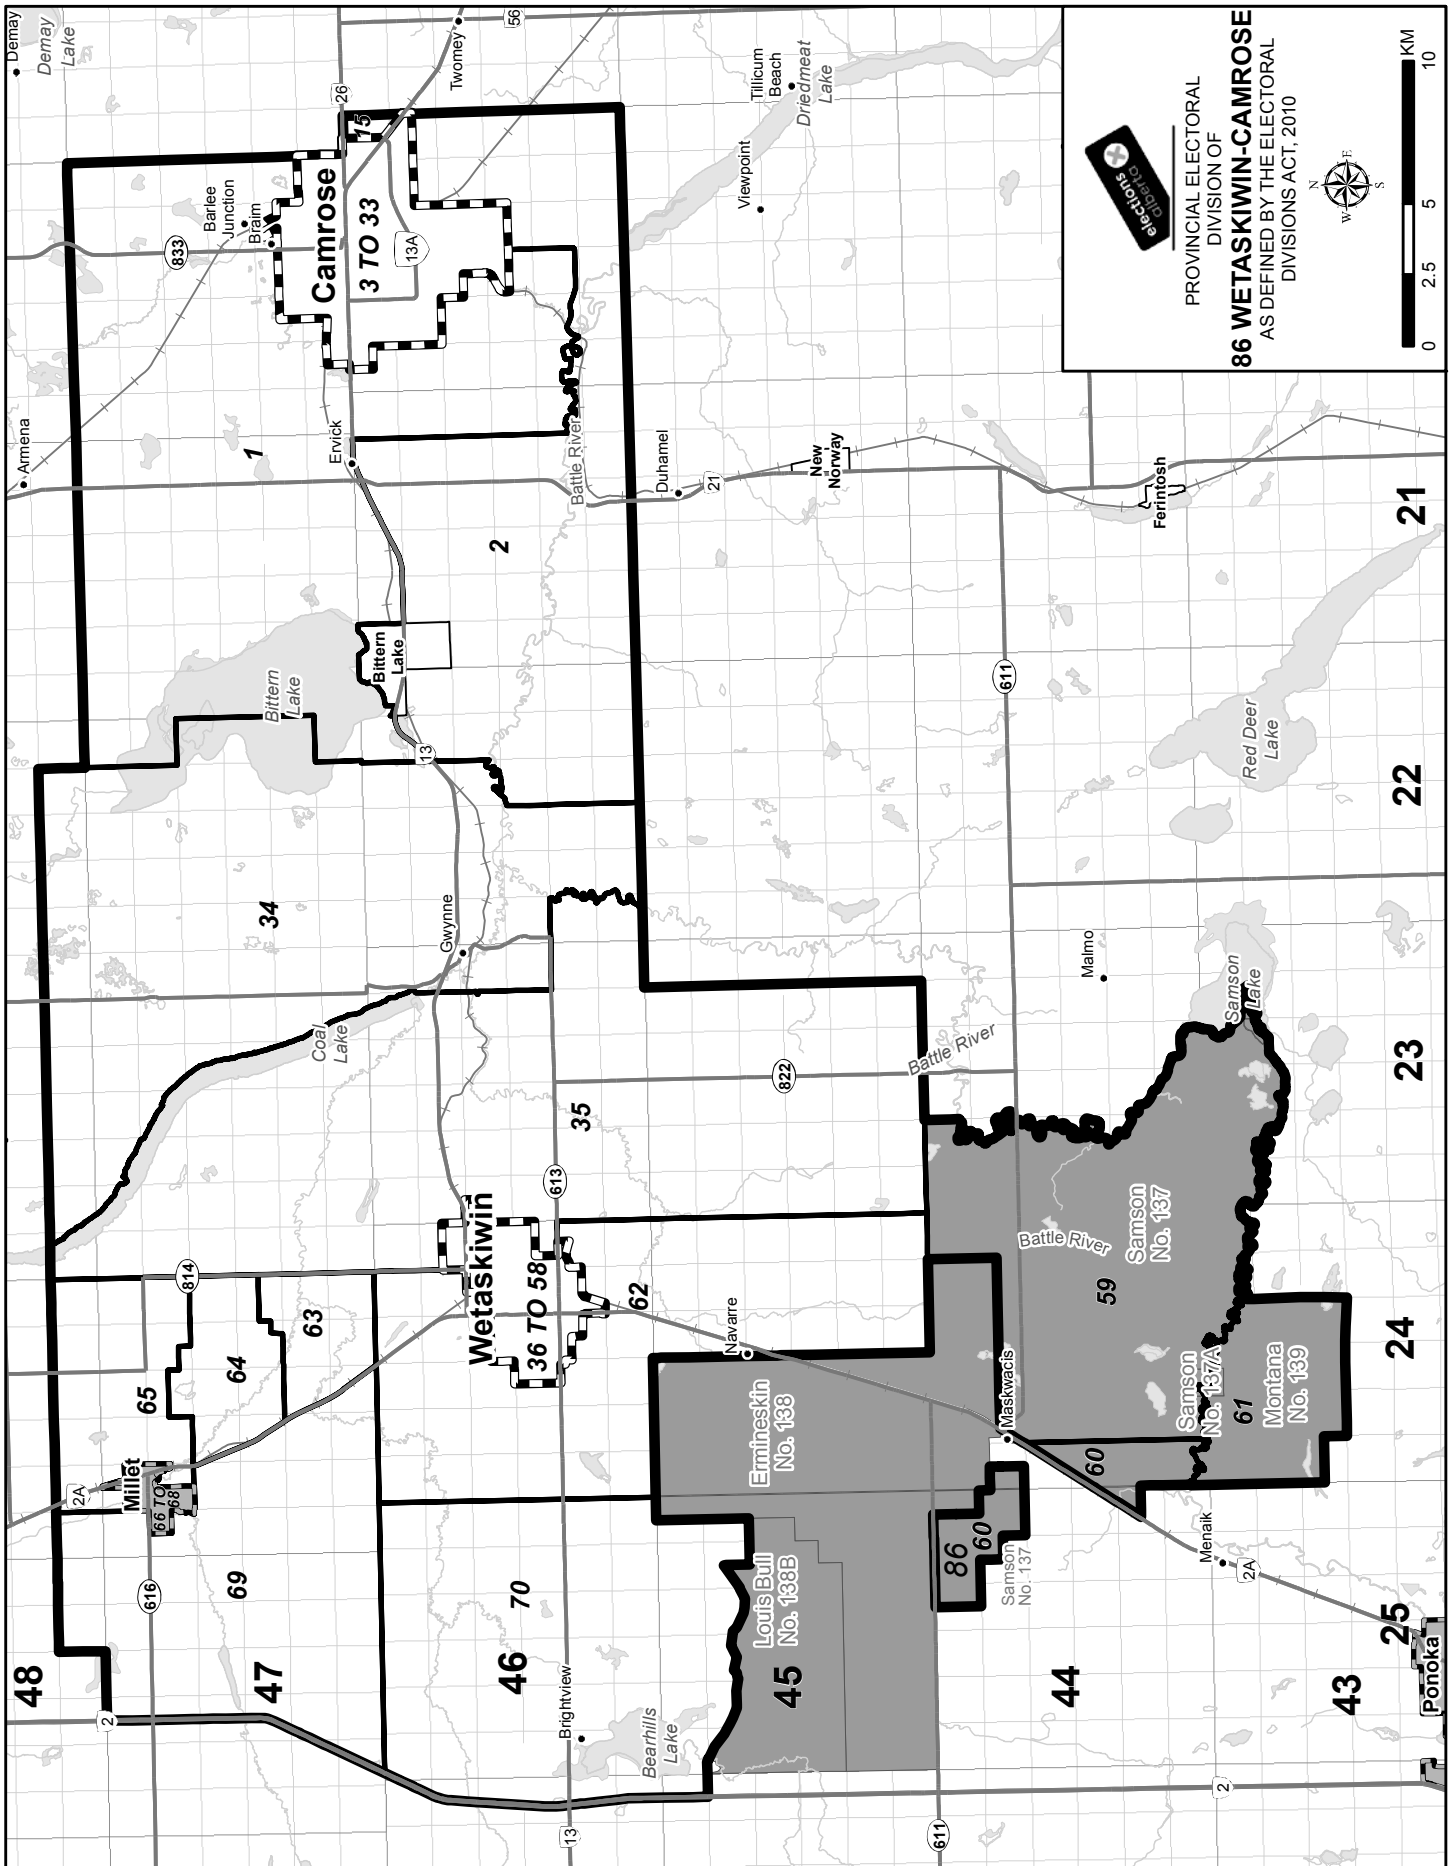 Demay
Demay
Lake
Armena
833
Barlee
Junction
Braim
26
15
Twomey
56
Camrose
3 TO 33
13A
1
Ervick
2
Battle River
Duhamel
21
New
Norway
Viewpoint
Tillicum
Beach
Driedmeat
Lake
Ferintosh
21
Bittern
Lake
Bittern
Lake
13
34
Gwynne
Coal
Lake
35
613
822
Battle River
611
Red Deer
Lake
22
Malmo
Samson
Lake
23
48
2
616
2A
Millet
66 TO
68
65
814
64
63
69
47
Wetaskiwin
36 TO 58
62
Navarre
46
70
Brightview
13
Bearhills
Lake
Louis Bull
No. 138B
45
Ermineskin
No. 138
Maskwacis
Battle River
Samson
No. 137
59
Samson
No. 137A
61
Montana
No. 139
24
60
86
60
Samson
No. 137
44
611
Menaik
2A
2
43
25
Ponoka
elections
alberta
PROVINCIAL ELECTORAL
DIVISION OF
86 WETASKIWIN-CAMROSE
AS DEFINED BY THE ELECTORAL
DIVISIONS ACT, 2010
N
W
E
S
0
2.5
5
10
KM